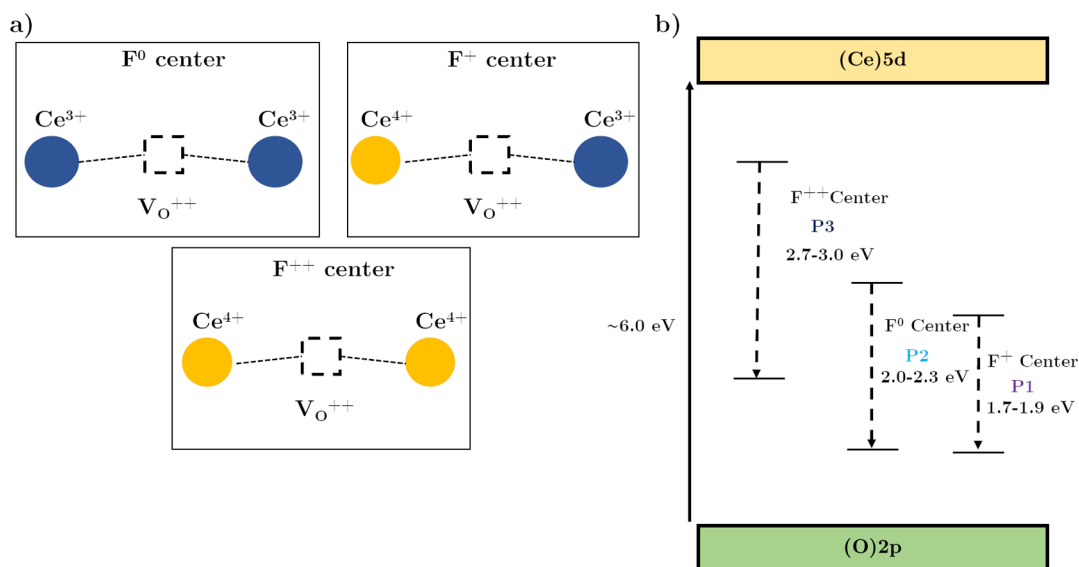 a)
F⁰ center
Ce³⁺ Ce³⁺
V_O⁺⁺
F⁺ center
Ce⁴⁺ Ce³⁺
V_O⁺⁺
F⁺⁺ center
Ce⁴⁺ Ce⁴⁺
V_O⁺⁺
b)
(Ce)5d
~6.0 eV
F⁺⁺Center
P3
2.7-3.0 eV
F⁰ Center
P2
2.0-2.3 eV
F⁺ Center
P1
1.7-1.9 eV
(O)2p